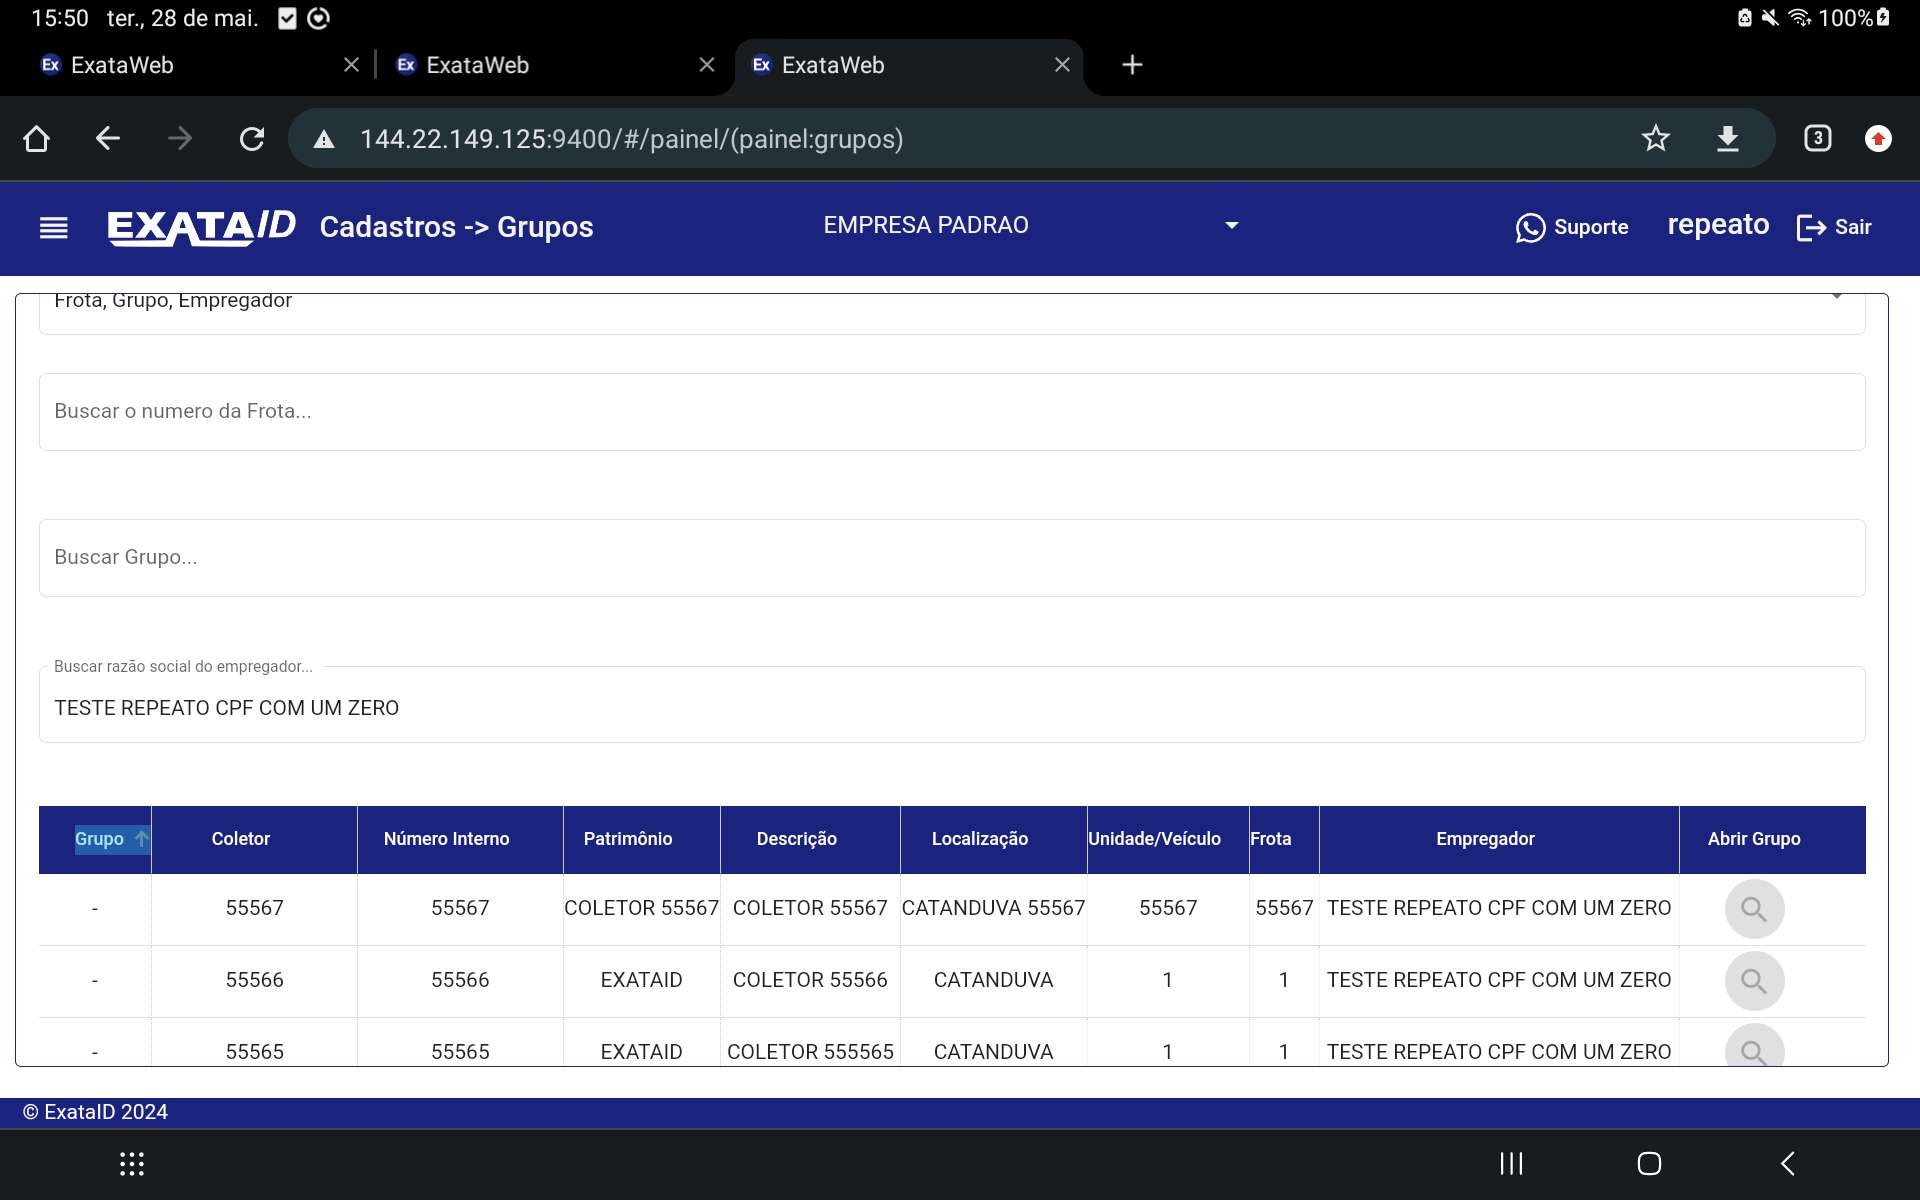 15:50 ter., 28 de mai. 100%
Ex ExataWeb Ex ExataWeb Ex ExataWeb
144.22.149.125:9400/#/painel/(painel:grupos) 3
EXATAID Cadastros -> Grupos EMPRESA PADRAO Suporte repeato Sair
Frota, Grupo, Empregador
Buscar o numero da Frota...
Buscar Grupo...
Buscar razão social do empregador...
TESTE REPEATO CPF COM UM ZERO
Grupo Coletor Número Interno Patrimônio Descrição Localização Unidade/Veículo Frota Empregador Abrir Grupo
- 55567 55567 COLETOR 55567 COLETOR 55567 CATANDUVA 55567 55567 55567 TESTE REPEATO CPF COM UM ZERO
- 55566 55566 EXATAID COLETOR 55566 CATANDUVA 1 1 TESTE REPEATO CPF COM UM ZERO
- 55565 55565 EXATAID COLETOR 555565 CATANDUVA 1 1 TESTE REPEATO CPF COM UM ZERO
© ExataID 2024